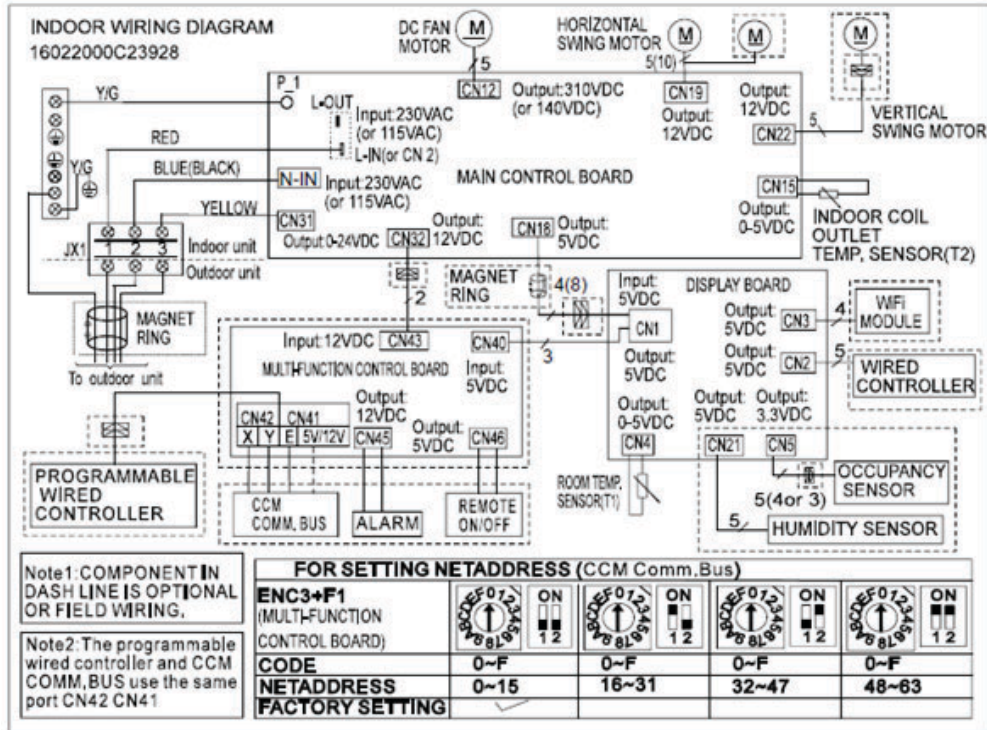 INDOOR WIRING DIAGRAM
16022000C23928
DC FAN
MOTOR
M
5
HORIZONTAL
SWING MOTOR
M
M
5(10)
M
VERTICAL
SWING MOTOR
5
Y/G
P_1
L-OUT
Input:230VAC
(or 115VAC)
L-IN(or CN 2)
CN12
Output:310VDC
(or 140VDC)
CN19
Output:
12VDC
Output:
12VDC
CN22
RED
Y/G
BLUE(BLACK)
N-IN
Input:230VAC
(or 115VAC)
MAIN CONTROL BOARD
CN15
Output:
0-5VDC
INDOOR COIL
OUTLET
TEMP, SENSOR(T2)
YELLOW
CN31
Output:0-24VDC
CN32
Output:
12VDC
CN18
Output:
5VDC
JX1
1 2 3
Indoor unit
Outdoor unit
MAGNET
RING
To outdoor unit
2
MAGNET
RING
4(8)
3
Input:
5VDC
DISPLAY BOARD
CN1
Output:
5VDC
Output:
5VDC
CN3
4
WiFi
MODULE
Output:
5VDC
CN2
5
WIRED
CONTROLLER
Input:12VDC
CN43
CN40
MULTI-FUNCTION CONTROL BOARD
Input:
5VDC
CN42
CN41
X Y E 5V/12V
Output:
12VDC
CN45
Output:
5VDC
CN46
Output:
0-5VDC
CN4
Output:
5VDC
CN21
Output:
3.3VDC
CN5
ROOM TEMP.
SENSOR(T1)
5(4or 3)
OCCUPANCY
SENSOR
5
HUMIDITY SENSOR
PROGRAMMABLE
WIRED
CONTROLLER
CCM
COMM, BUS
ALARM
REMOTE
ON/OFF
Note1:COMPONENT IN
DASH LINE IS OPTIONAL
OR FIELD WIRING.
Note2:The programmable
wired controller and CCM
COMM,BUS use the same
port CN42 CN41
FOR SETTING NETADDRESS (CCM Comm,Bus)
ENC3+F1
(MULTI-FUNCTION
CONTROL BOARD)
0123456789ABCDEF
ON
1 2
0123456789ABCDEF
ON
1 2
0123456789ABCDEF
ON
1 2
0123456789ABCDEF
ON
1 2
CODE 0~F 0~F 0~F 0~F
NETADDRESS 0~15 16~31 32~47 48~63
FACTORY SETTING